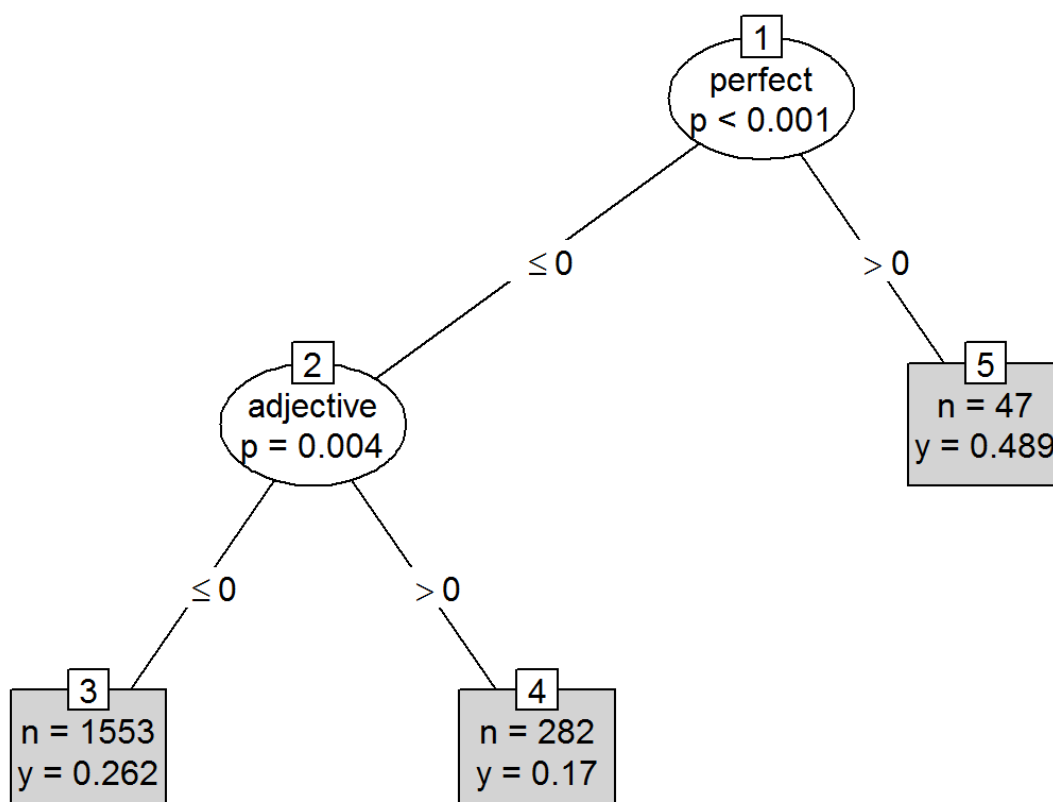 1
perfect
p < 0.001
≤ 0
> 0
2
adjective
p = 0.004
5
n = 47
y = 0.489
≤ 0
> 0
3
n = 1553
y = 0.262
4
n = 282
y = 0.17